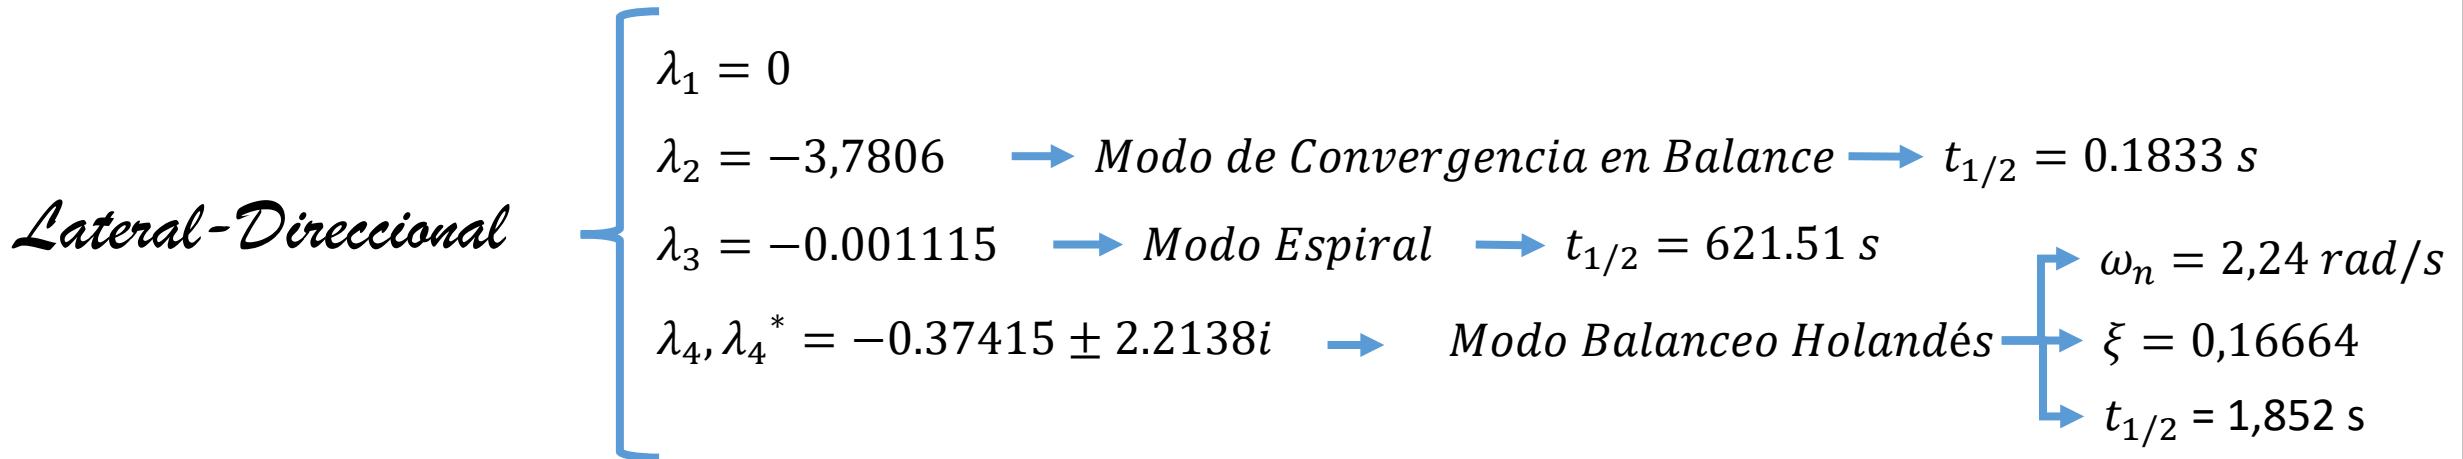 λ₁ = 0
λ₂ = −3,7806 → Modo de Convergencia en Balance → t₁/₂ = 0.1833 s
Lateral-Direccional
λ₃ = −0.001115 → Modo Espiral → t₁/₂ = 621.51 s
ωₙ = 2,24 rad/s
λ₄, λ₄* = −0.37415 ± 2.2138i → Modo Balanceo Holandés
ξ = 0,16664
t₁/₂ = 1,852 s